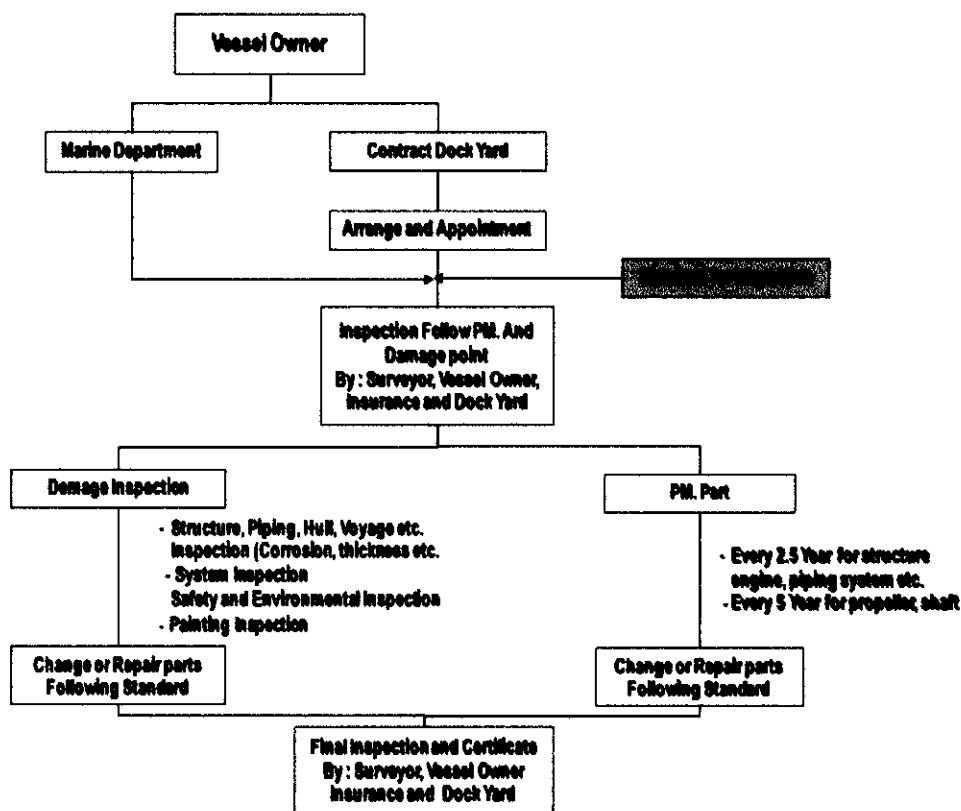 Vessel Owner
Marine Department
Contract Dock Yard
Arrange and Appointment
Inspection Follow PM. And
Damage point
By : Surveyor, Vessel Owner,
Insurance and Dock Yard
Demage Inspection
PM. Part
- Structure, Piping, Hull, Voyage etc.
Inspection (Corrosion, thickness etc.
- System Inspection
Safety and Environmental Inspection
- Painting Inspection
- Every 2.5 Year for structure
engine, piping system etc.
- Every 5 Year for propeller, shaft
Change or Repair parts
Following Standard
Change or Repair parts
Following Standard
Final Inspection and Certificate
By : Surveyor, Vessel Owner
Insurance and Dock Yard